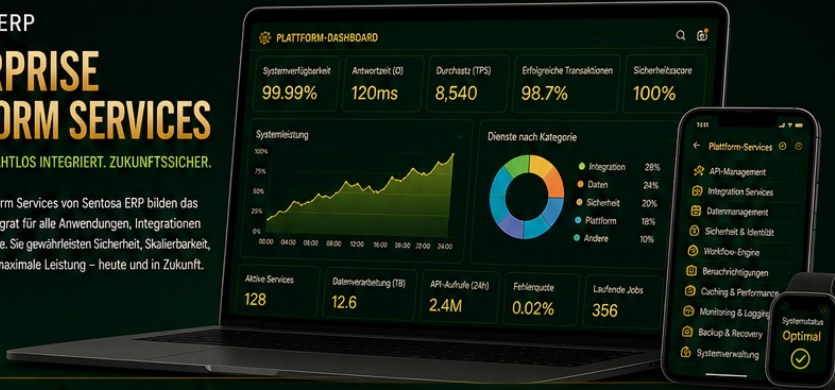 ERP
RPRISE
ORM SERVICES
HTLOS INTEGRIERT. ZUKUNFTSSICHER.
rm Services von Sentosa ERP bilden das
grat für alle Anwendungen, Integrationen
e. Sie gewährleisten Sicherheit, Skalierbarkeit,
maximale Leistung – heute und in Zukunft.
PLATTFORM-DASHBOARD
Systemverfügbarkeit
99.99%
Antwortzeit (O)
120ms
Durchastz (TPS)
8,540
Erfolgreiche Transaktionen
98.7%
Sicherheitsscore
100%
Systemleistung
100%
75%
50%
25%
0%
00:00 04:00 08:00 12:00 16:00 18:00 20:00 22:00 24:00
Dienste nach Kategorie
Integration 28%
Daten 24%
Sicherheit 20%
Plattform 18%
Andere 10%
Aktive Services
128
Datenverarbeitung (TB)
12.6
API-Aufrufe (24h)
2.4M
Fehlerquote
0.02%
Laufende Jobs
356
Plattform-Services
API-Management
Integration Services
Datenmanagement
Sicherheit & Identität
Workflow-Engine
Benachrichtigungen
Caching & Performance
Monitoring & Logging
Backup & Recovery
Systemverwaltung
Systemstatus
Optimal